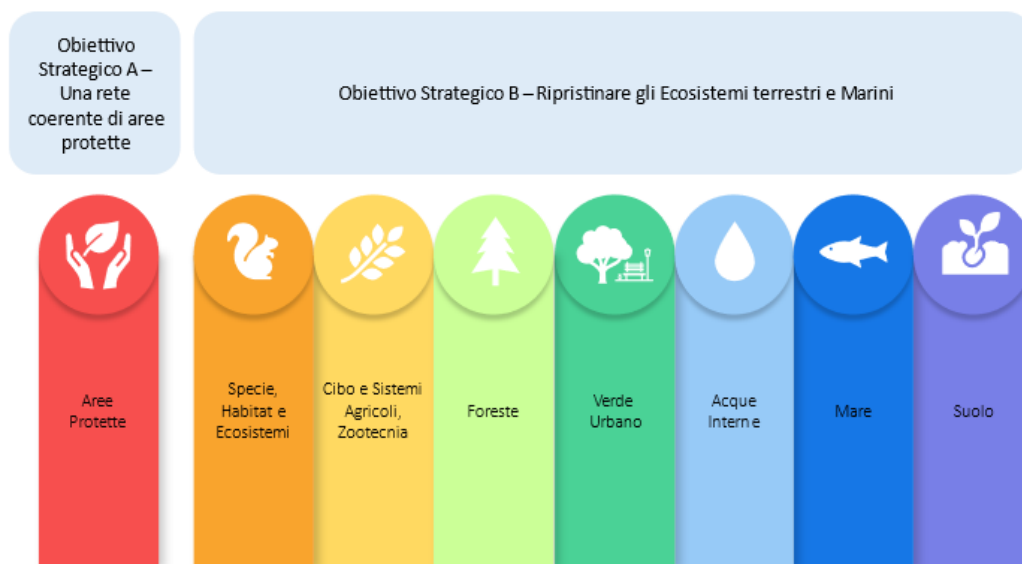 Obiettivo
Strategico A –
Una rete
coerente di aree
protette
Obiettivo Strategico B – Ripristinare gli Ecosistemi terrestri e Marini
Aree
Protette
Specie,
Habitat e
Ecosistemi
Cibo e Sistemi
Agricoli,
Zootecnia
Foreste
Verde
Urbano
Acque
Interne
Mare
Suolo